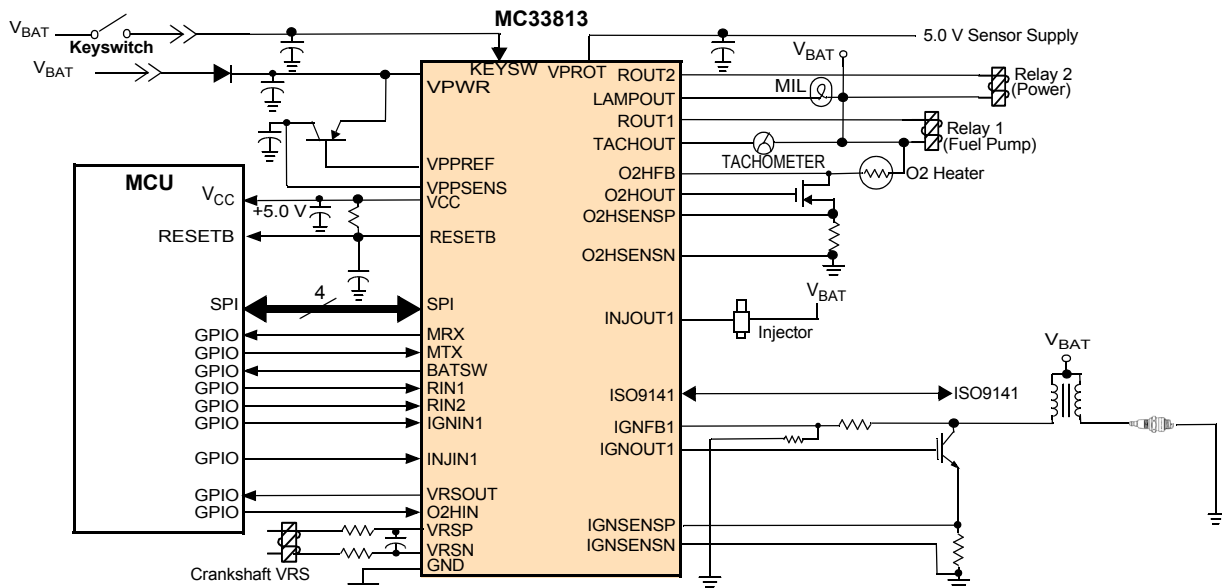 MC33813
VBAT
Keyswitch
VBAT
5.0 V Sensor Supply
VBAT
KEYSW
VPROT
ROUT2
Relay 2
(Power)
VPWR
MIL
LAMPOUT
ROUT1
Relay 1
(Fuel Pump)
TACHOUT
TACHOMETER
VPPREF
O2HFB
O2 Heater
MCU
VPPSENS
O2HOUT
VCC
+5.0 V
VCC
O2HSENSP
RESETB
RESETB
O2HSENSN
SPI
4
SPI
VBAT
INJOUT1
Injector
GPIO
MRX
GPIO
MTX
GPIO
BATSW
GPIO
RIN1
GPIO
RIN2
GPIO
IGNIN1
VBAT
ISO9141
ISO9141
IGNFB1
IGNOUT1
GPIO
INJIN1
GPIO
VRSOUT
GPIO
O2HIN
VRSP
VRSN
GND
Crankshaft VRS
IGNSENSP
IGNSENSN